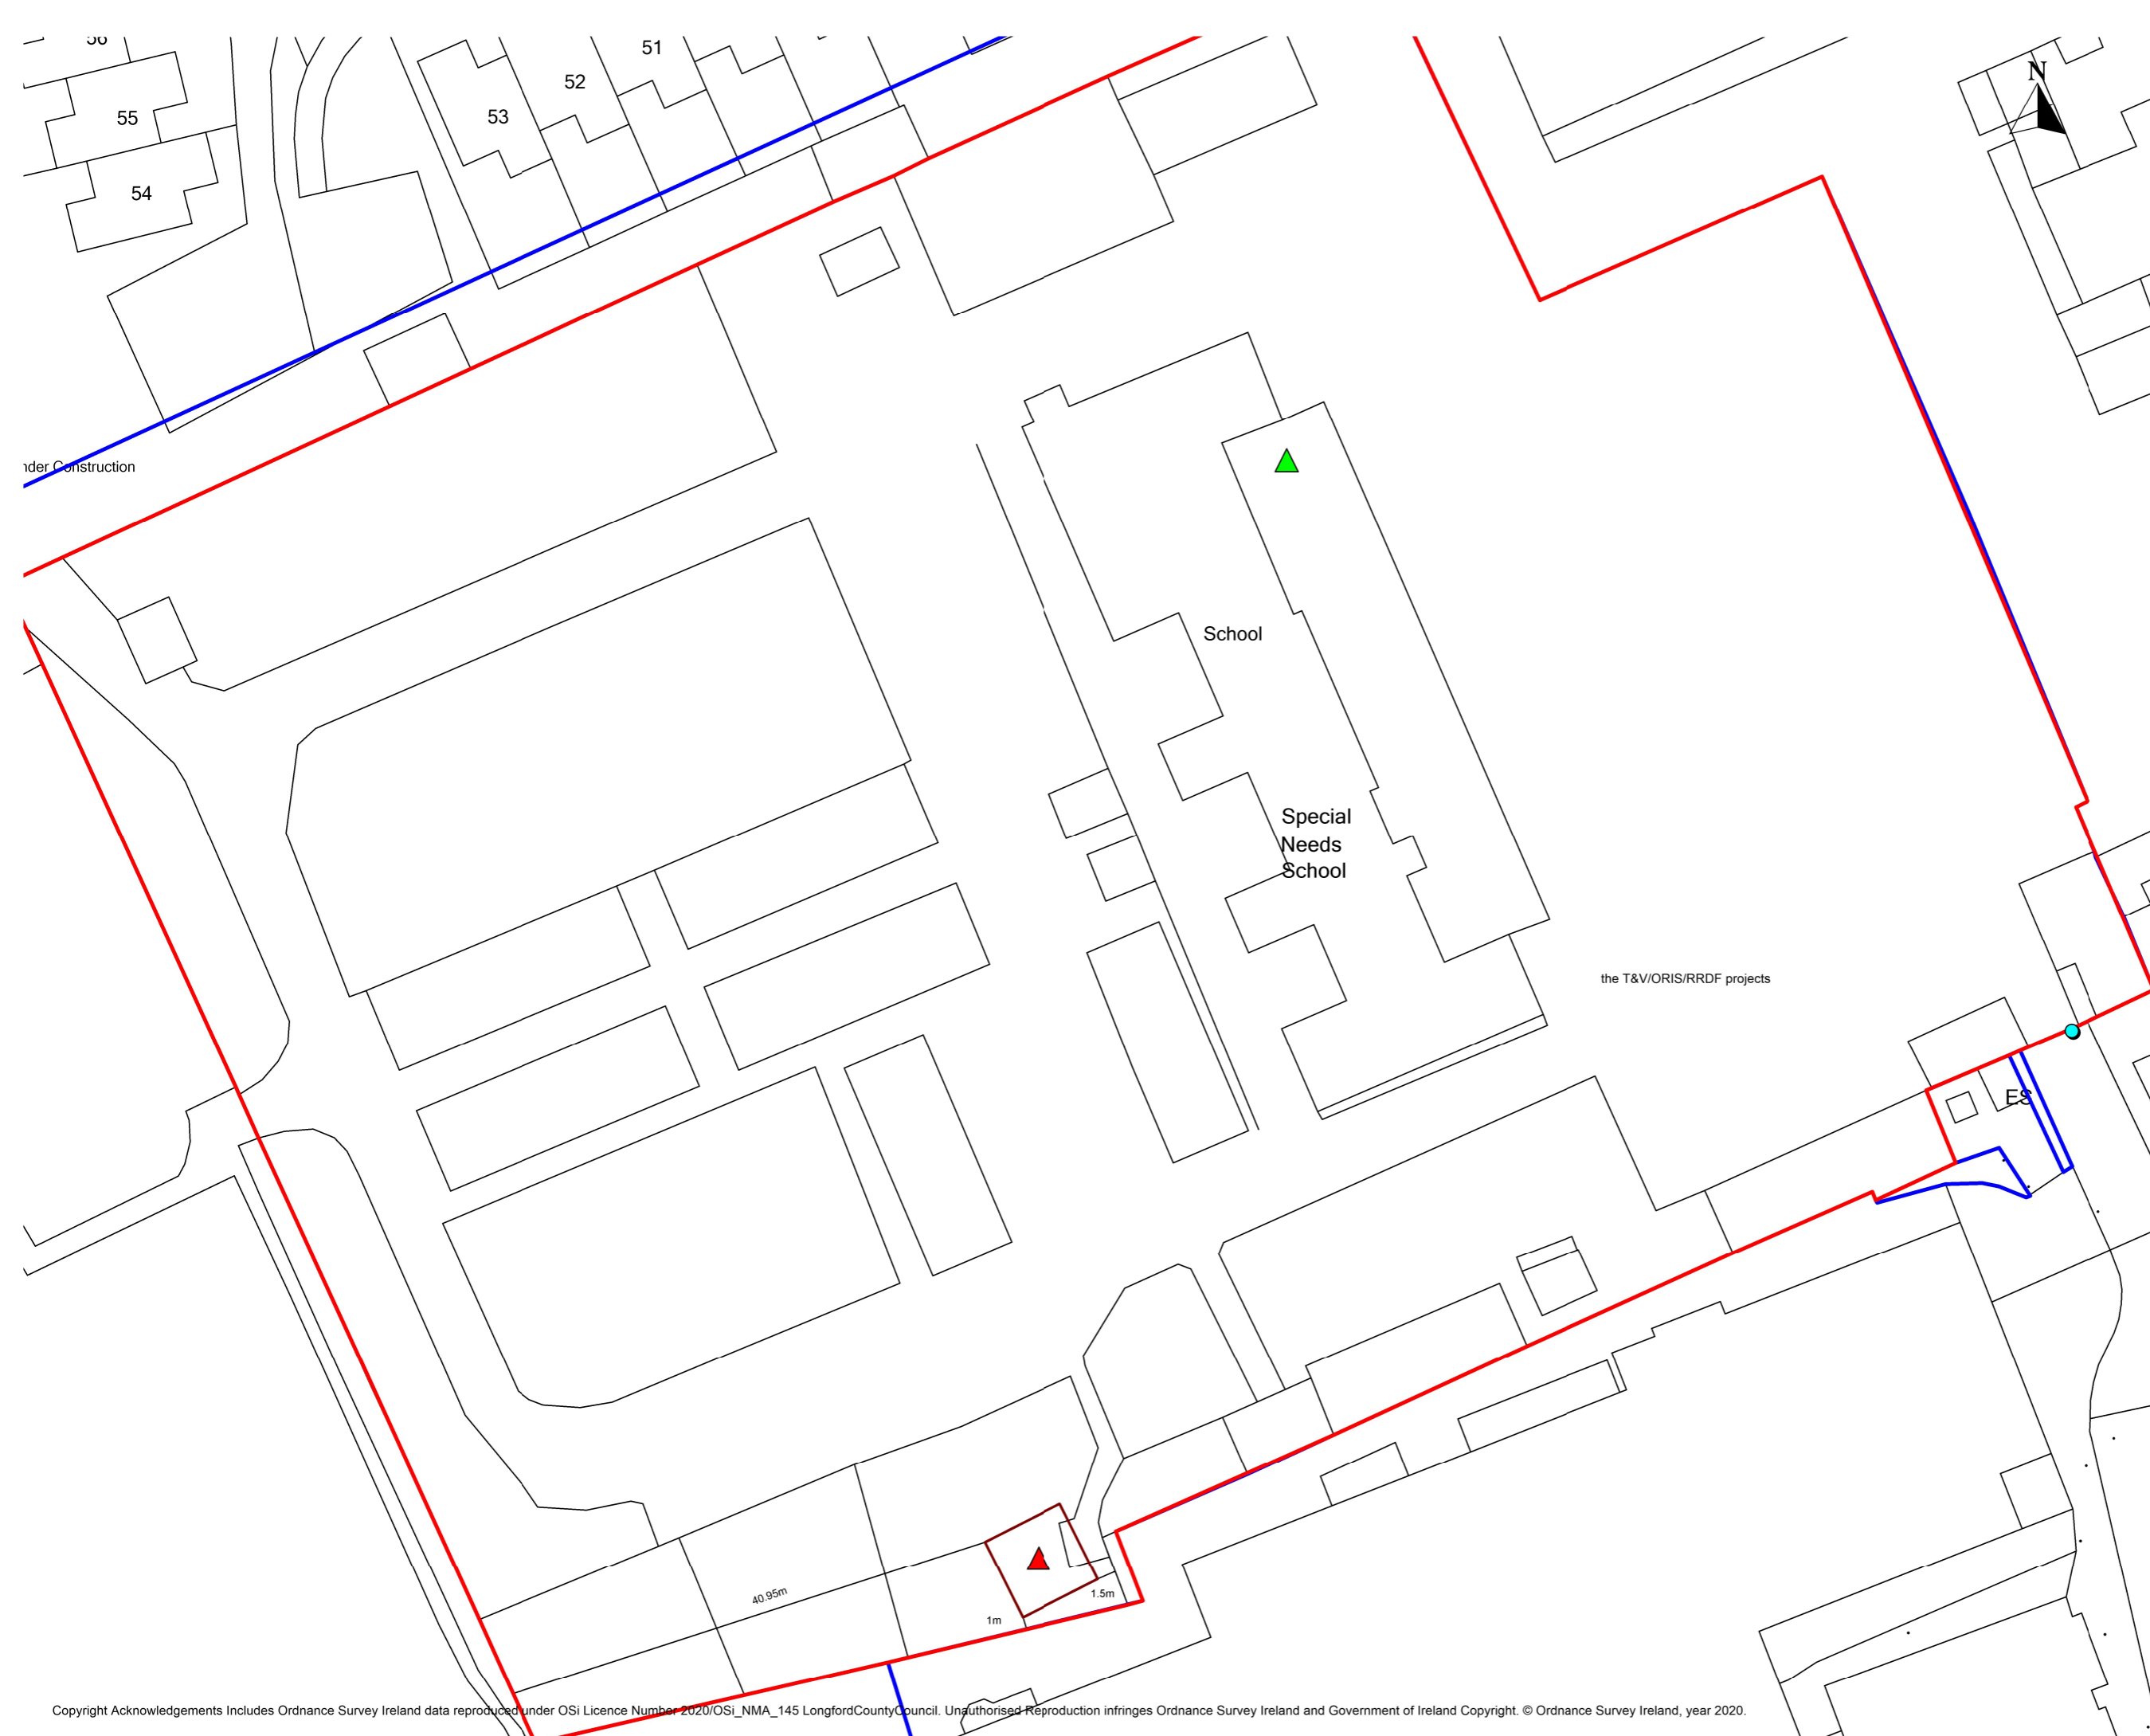 51
52
53
55
54
N
nder Construction
School
Special
Needs
School
the T&V/ORIS/RRDF projects
ES
40.95m
1.5m
1m
Copyright Acknowledgements Includes Ordnance Survey Ireland data reproduced under OSi Licence Number 2020/OSi_NMA_145 LongfordCountyCouncil. Unauthorised Reproduction infringes Ordnance Survey Ireland and Government of Ireland Copyright. © Ordnance Survey Ireland, year 2020.